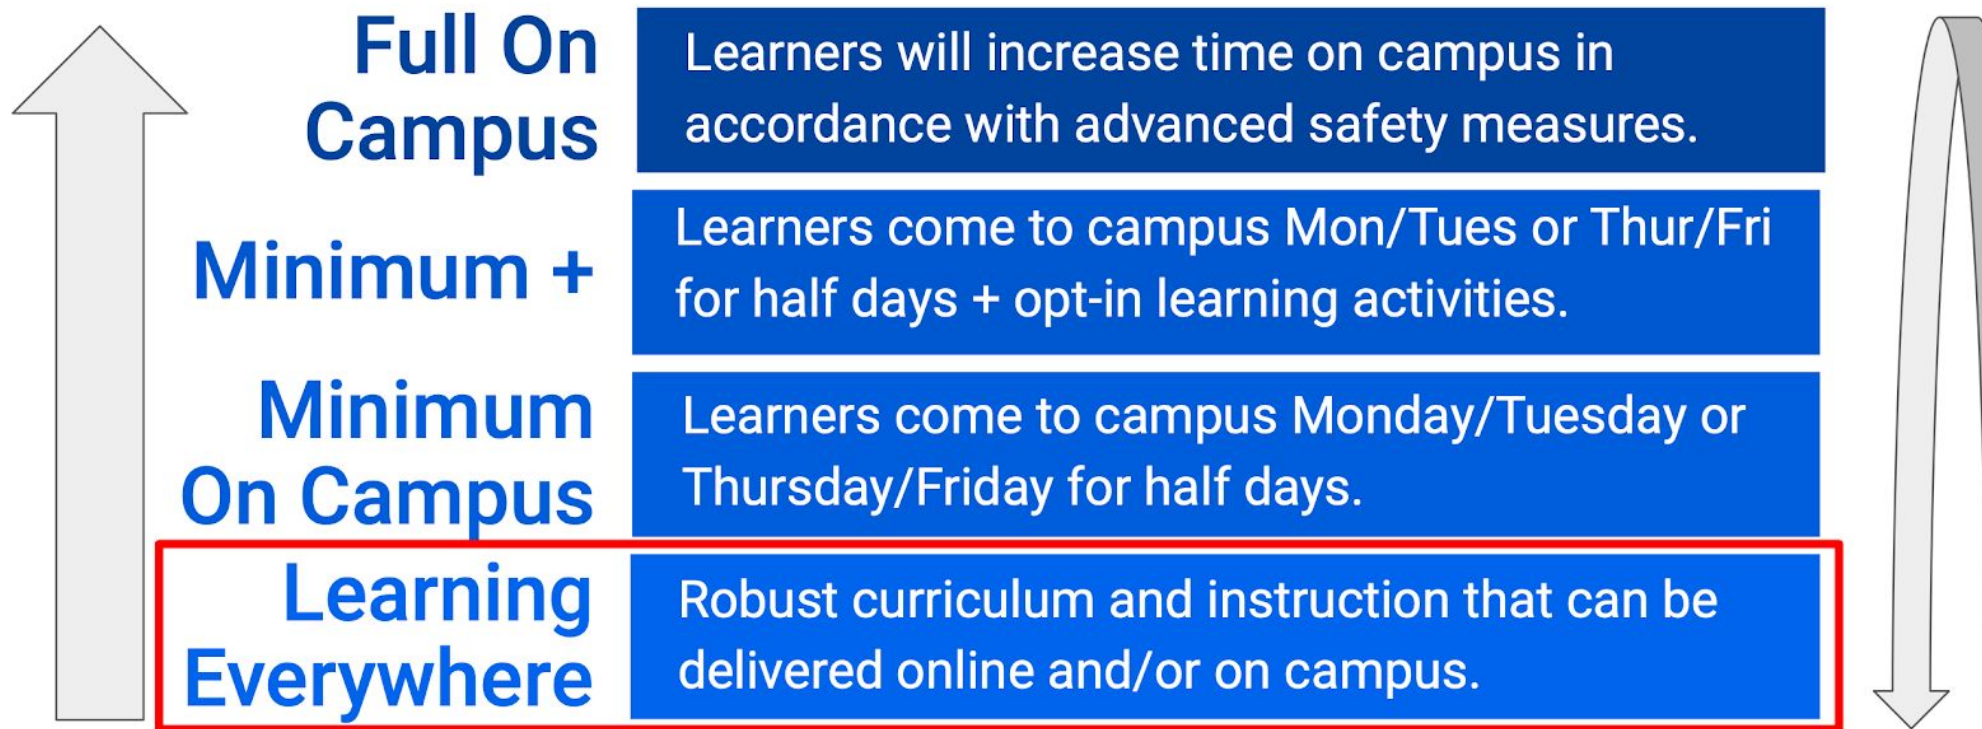 Full On
Campus
Learners will increase time on campus in
accordance with advanced safety measures.
Minimum +
Learners come to campus Mon/Tues or Thur/Fri
for half days + opt-in learning activities.
Minimum
On Campus
Learners come to campus Monday/Tuesday or
Thursday/Friday for half days.
Learning
Everywhere
Robust curriculum and instruction that can be
delivered online and/or on campus.